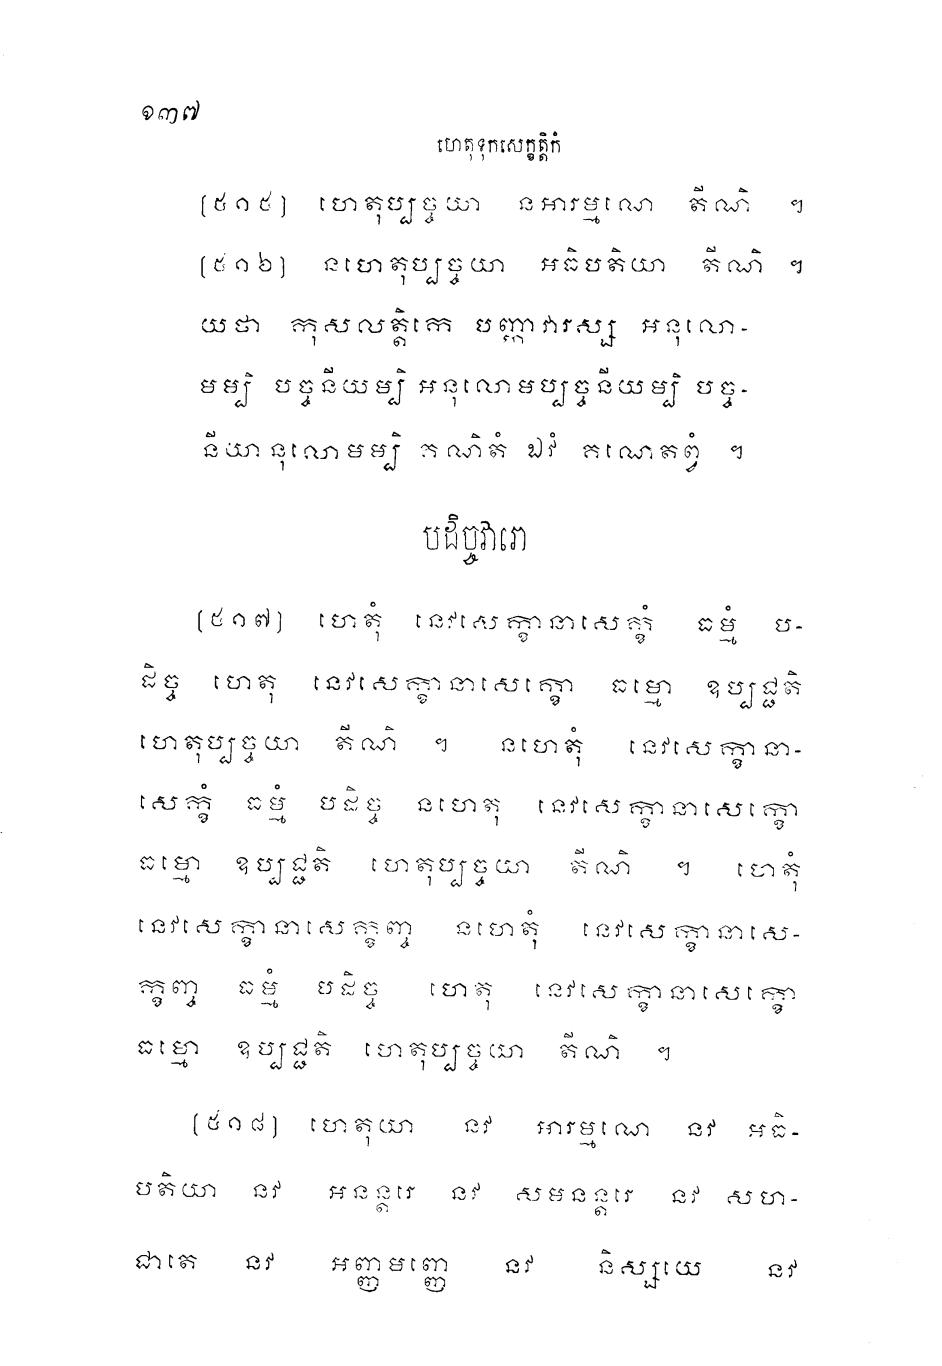 ១៣៧
ហេតុទុកសេក្ខត្តិកំ
(៥១៥) ហេតុប្បច្ចយា នអារម្មណេ តីណិ ។
(៥១៦) នហេតុប្បច្ចយា អធិបតិយា តីណិ ។
យថា កុសលត្តិកេ បញ្ហាវារស្ស អនុលោ-
មម្បិ បច្ចនីយម្បិ អនុលោមប្បច្ចនីយម្បិ បច្ច-
នីយានុលោមម្បិ គណិតំ ឯវំ គណេតព្វំ ។
បដិច្ចវារោ
(៥១៧) ហេតុំ នេវសេក្ខានាសេក្ខំ ធម្មំ ប-
ដិច្ច ហេតុ នេវសេក្ខានាសេក្ខោ ធម្មោ ឧប្បជ្ជតិ
ហេតុប្បច្ចយា តីណិ ។ នហេតុំ នេវសេក្ខានា-
សេក្ខំ ធម្មំ បដិច្ច នហេតុ នេវសេក្ខានាសេក្ខោ
ធម្មោ ឧប្បជ្ជតិ ហេតុប្បច្ចយា តីណិ ។ ហេតុំ
នេវសេក្ខានាសេក្ខញ្ច នហេតុំ នេវសេក្ខានាសេ-
ក្ខញ្ច ធម្មំ បដិច្ច ហេតុ នេវសេក្ខានាសេក្ខោ
ធម្មោ ឧប្បជ្ជតិ ហេតុប្បច្ចយា តីណិ ។
(៥១៨) ហេតុយា នវ អារម្មណេ នវ អធិ-
បតិយា នវ អនន្តរេ នវ សមនន្តរេ នវ សហ-
ជាតេ នវ អញ្ញមញ្ញេ នវ និស្សយេ នវ